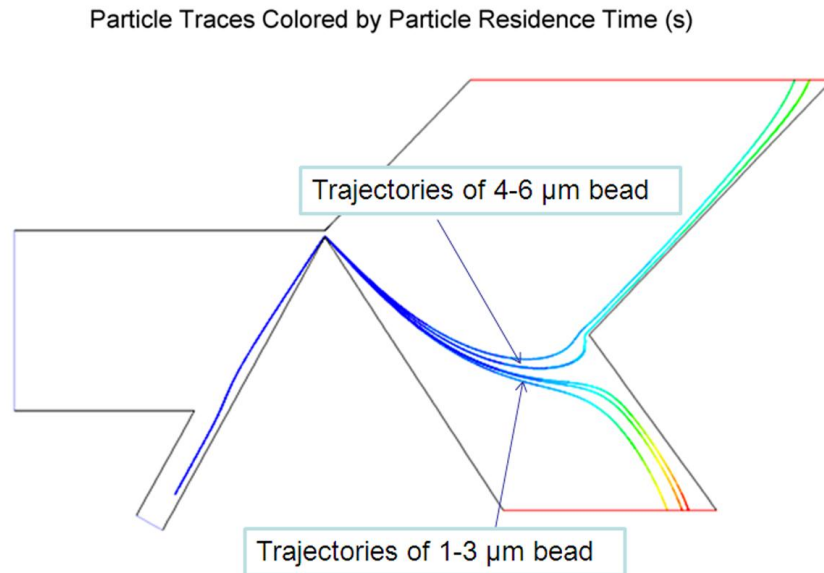 Particle Traces Colored by Particle Residence Time (s)
Trajectories of 4-6 µm bead
Trajectories of 1-3 µm bead